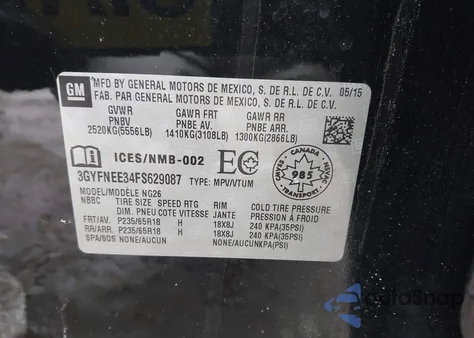 GM
MFD BY GENERAL MOTORS DE MEXICO, S. DE R.L. DE C.V. 05/15
FAB. PAR GENERAL MOTORS DE MEXICO, S. DE R.L. DE C.V.
GVWR GAWR FRT GAWR RR
PNBV PNBE AV. PNBE ARR.
2520KG(5556LB) 1410KG(3108LB) 1300KG(2866LB)
ICES/NMB-002 EC CANADA 985
3GYFNEE34FS629087 TYPE: MPV/VTUM
MODEL/MODÈLE NG26
NBBC TIRE SIZE SPEED RTG RIM COLD TIRE PRESSURE
DIM. PNEU COTE VITESSE JANTE
FRT/AV. P235/65R18 H 18X8J 240 KPA(35PSI)
RR/ARR. P235/65R18 H 18X8J 240 KPA(35PSI)
SPA/SOS NONE/AUCUN NONE/AUCUNKPA(PSI)